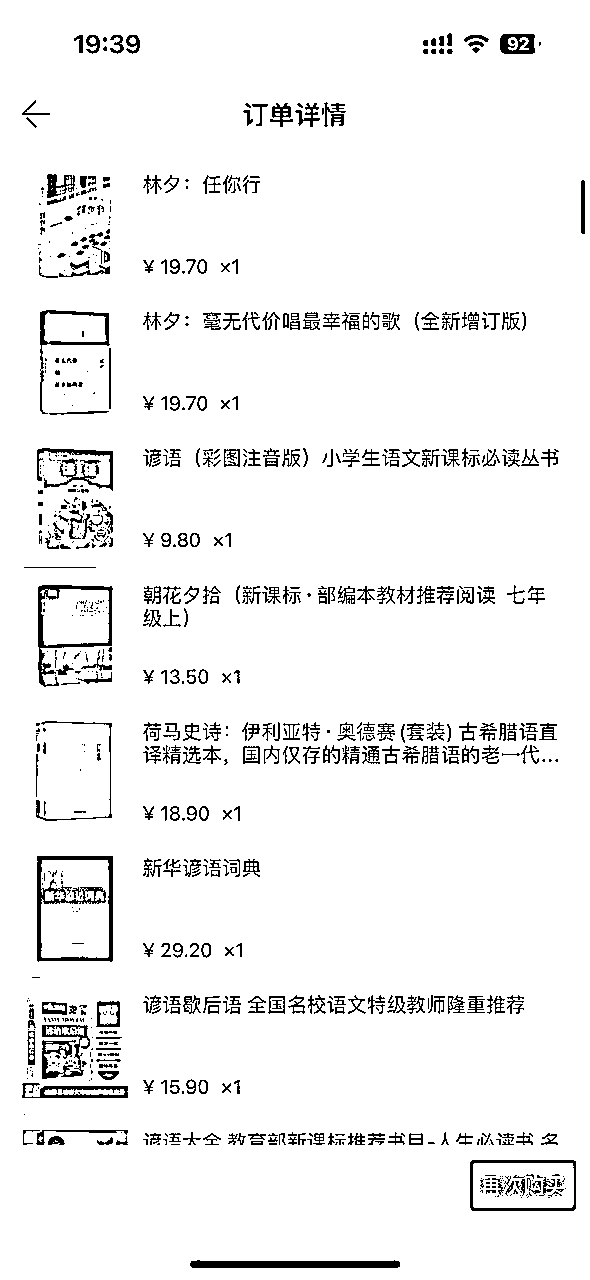 19:39
92
订单详情
林夕：任你行
¥ 19.70 ×1
林夕：毫无代价唱最幸福的歌（全新增订版）
¥ 19.70 ×1
谚语（彩图注音版）小学生语文新课标必读丛书
¥ 9.80 ×1
朝花夕拾（新课标·部编本教材推荐阅读 七年
级上）
¥ 13.50 ×1
荷马史诗：伊利亚特·奥德赛(套装) 古希腊语直
译精选本，国内仅存的精通古希腊语的老一代...
¥ 18.90 ×1
新华谚语词典
¥ 29.20 ×1
谚语歇后语 全国名校语文特级教师隆重推荐
¥ 15.90 ×1
谚语大全 教育部新课标推荐书目-人生必读书 名
再次购买